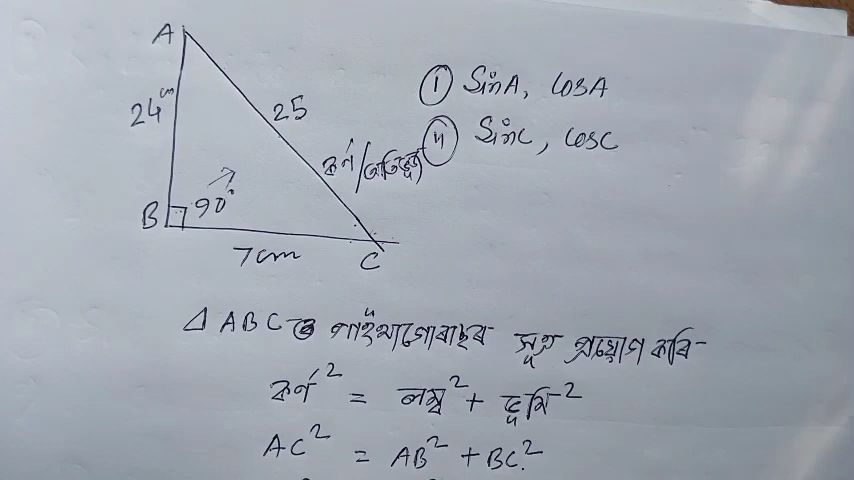 A
24cm
25
① SinA, CosA
② SinC, CosC
কৰ্ণ/অতিভূজ
B
90°
7cm
C
Δ ABC ত পাইথাগোৰাছৰ সূত্ৰ প্ৰয়োগ কৰি-
কৰ্ণ² = লম্ব² + ভূমি²
AC² = AB² + BC²